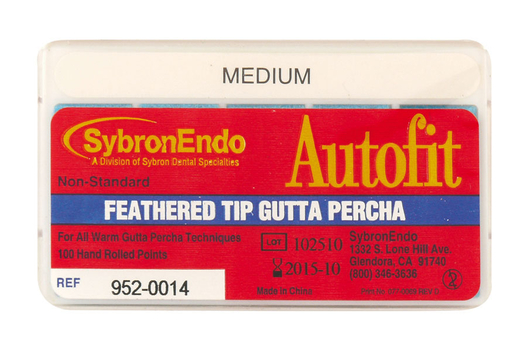 MEDIUM
SybronEndo
A Division of Sybron Dental Specialties
Autofit
Non-Standard
FEATHERED TIP GUTTA PERCHA
For All Warm Gutta Percha Techniques
100 Hand Rolled Points
LOT 102510
2015-10
Made in China
SybronEndo
1332 S. Lone Hill Ave.
Glendora, CA 91740
(800) 346-3636
2
REF 952-0014